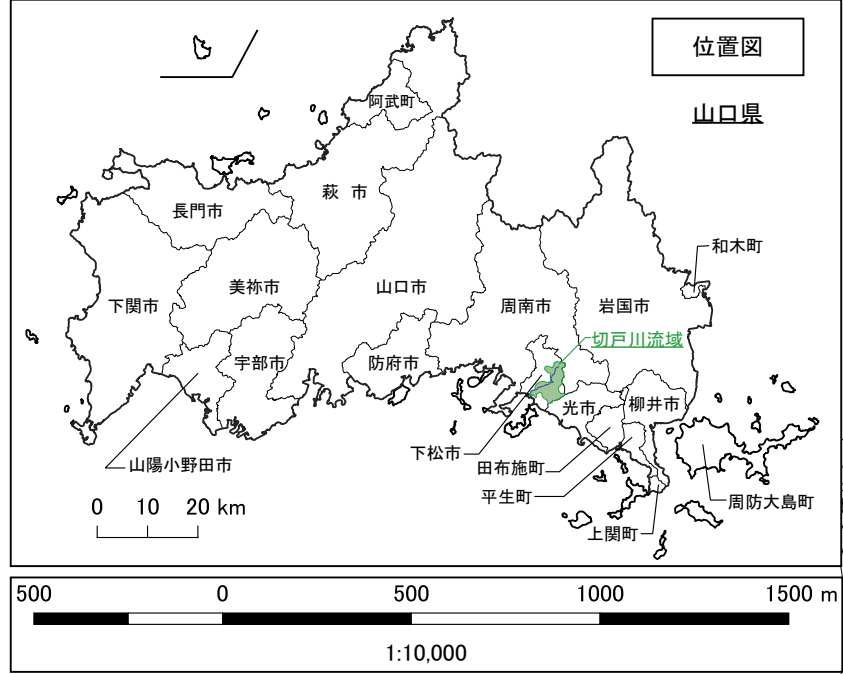 位置図
山口県
阿武町
萩 市
長門市
和木町
美祢市
山口市
周南市
岩国市
下関市
切戸川流域
宇部市
防府市
光市
柳井市
下松市
山陽小野田市
田布施町
平生町
周防大島町
上関町
0 10 20 km
500 0 500 1000 1500 m
1:10,000